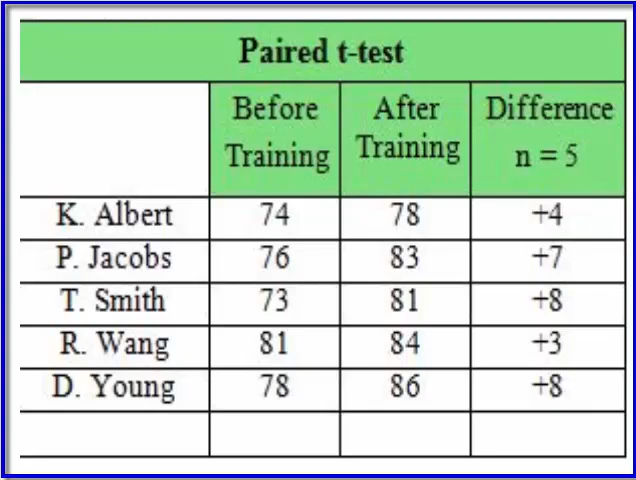 Paired t-test
Before Training After Training Difference n = 5
K. Albert 74 78 +4
P. Jacobs 76 83 +7
T. Smith 73 81 +8
R. Wang 81 84 +3
D. Young 78 86 +8